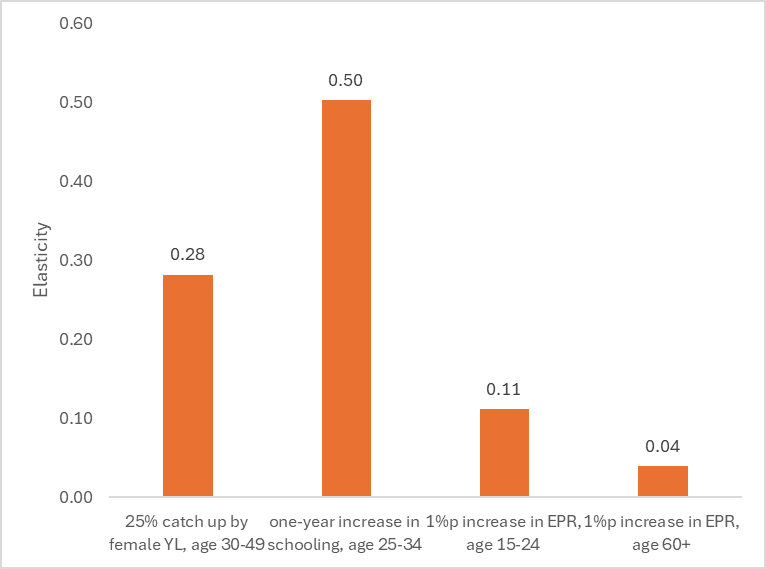 0.60
0.50
0.40
0.30
0.20
0.10
0.00
Elasticity
0.28
0.50
0.11
0.04
25% catch up by
female YL, age 30-49
one-year increase in
schooling, age 25-34
1%p increase in EPR,
age 15-24
1%p increase in EPR,
age 60+